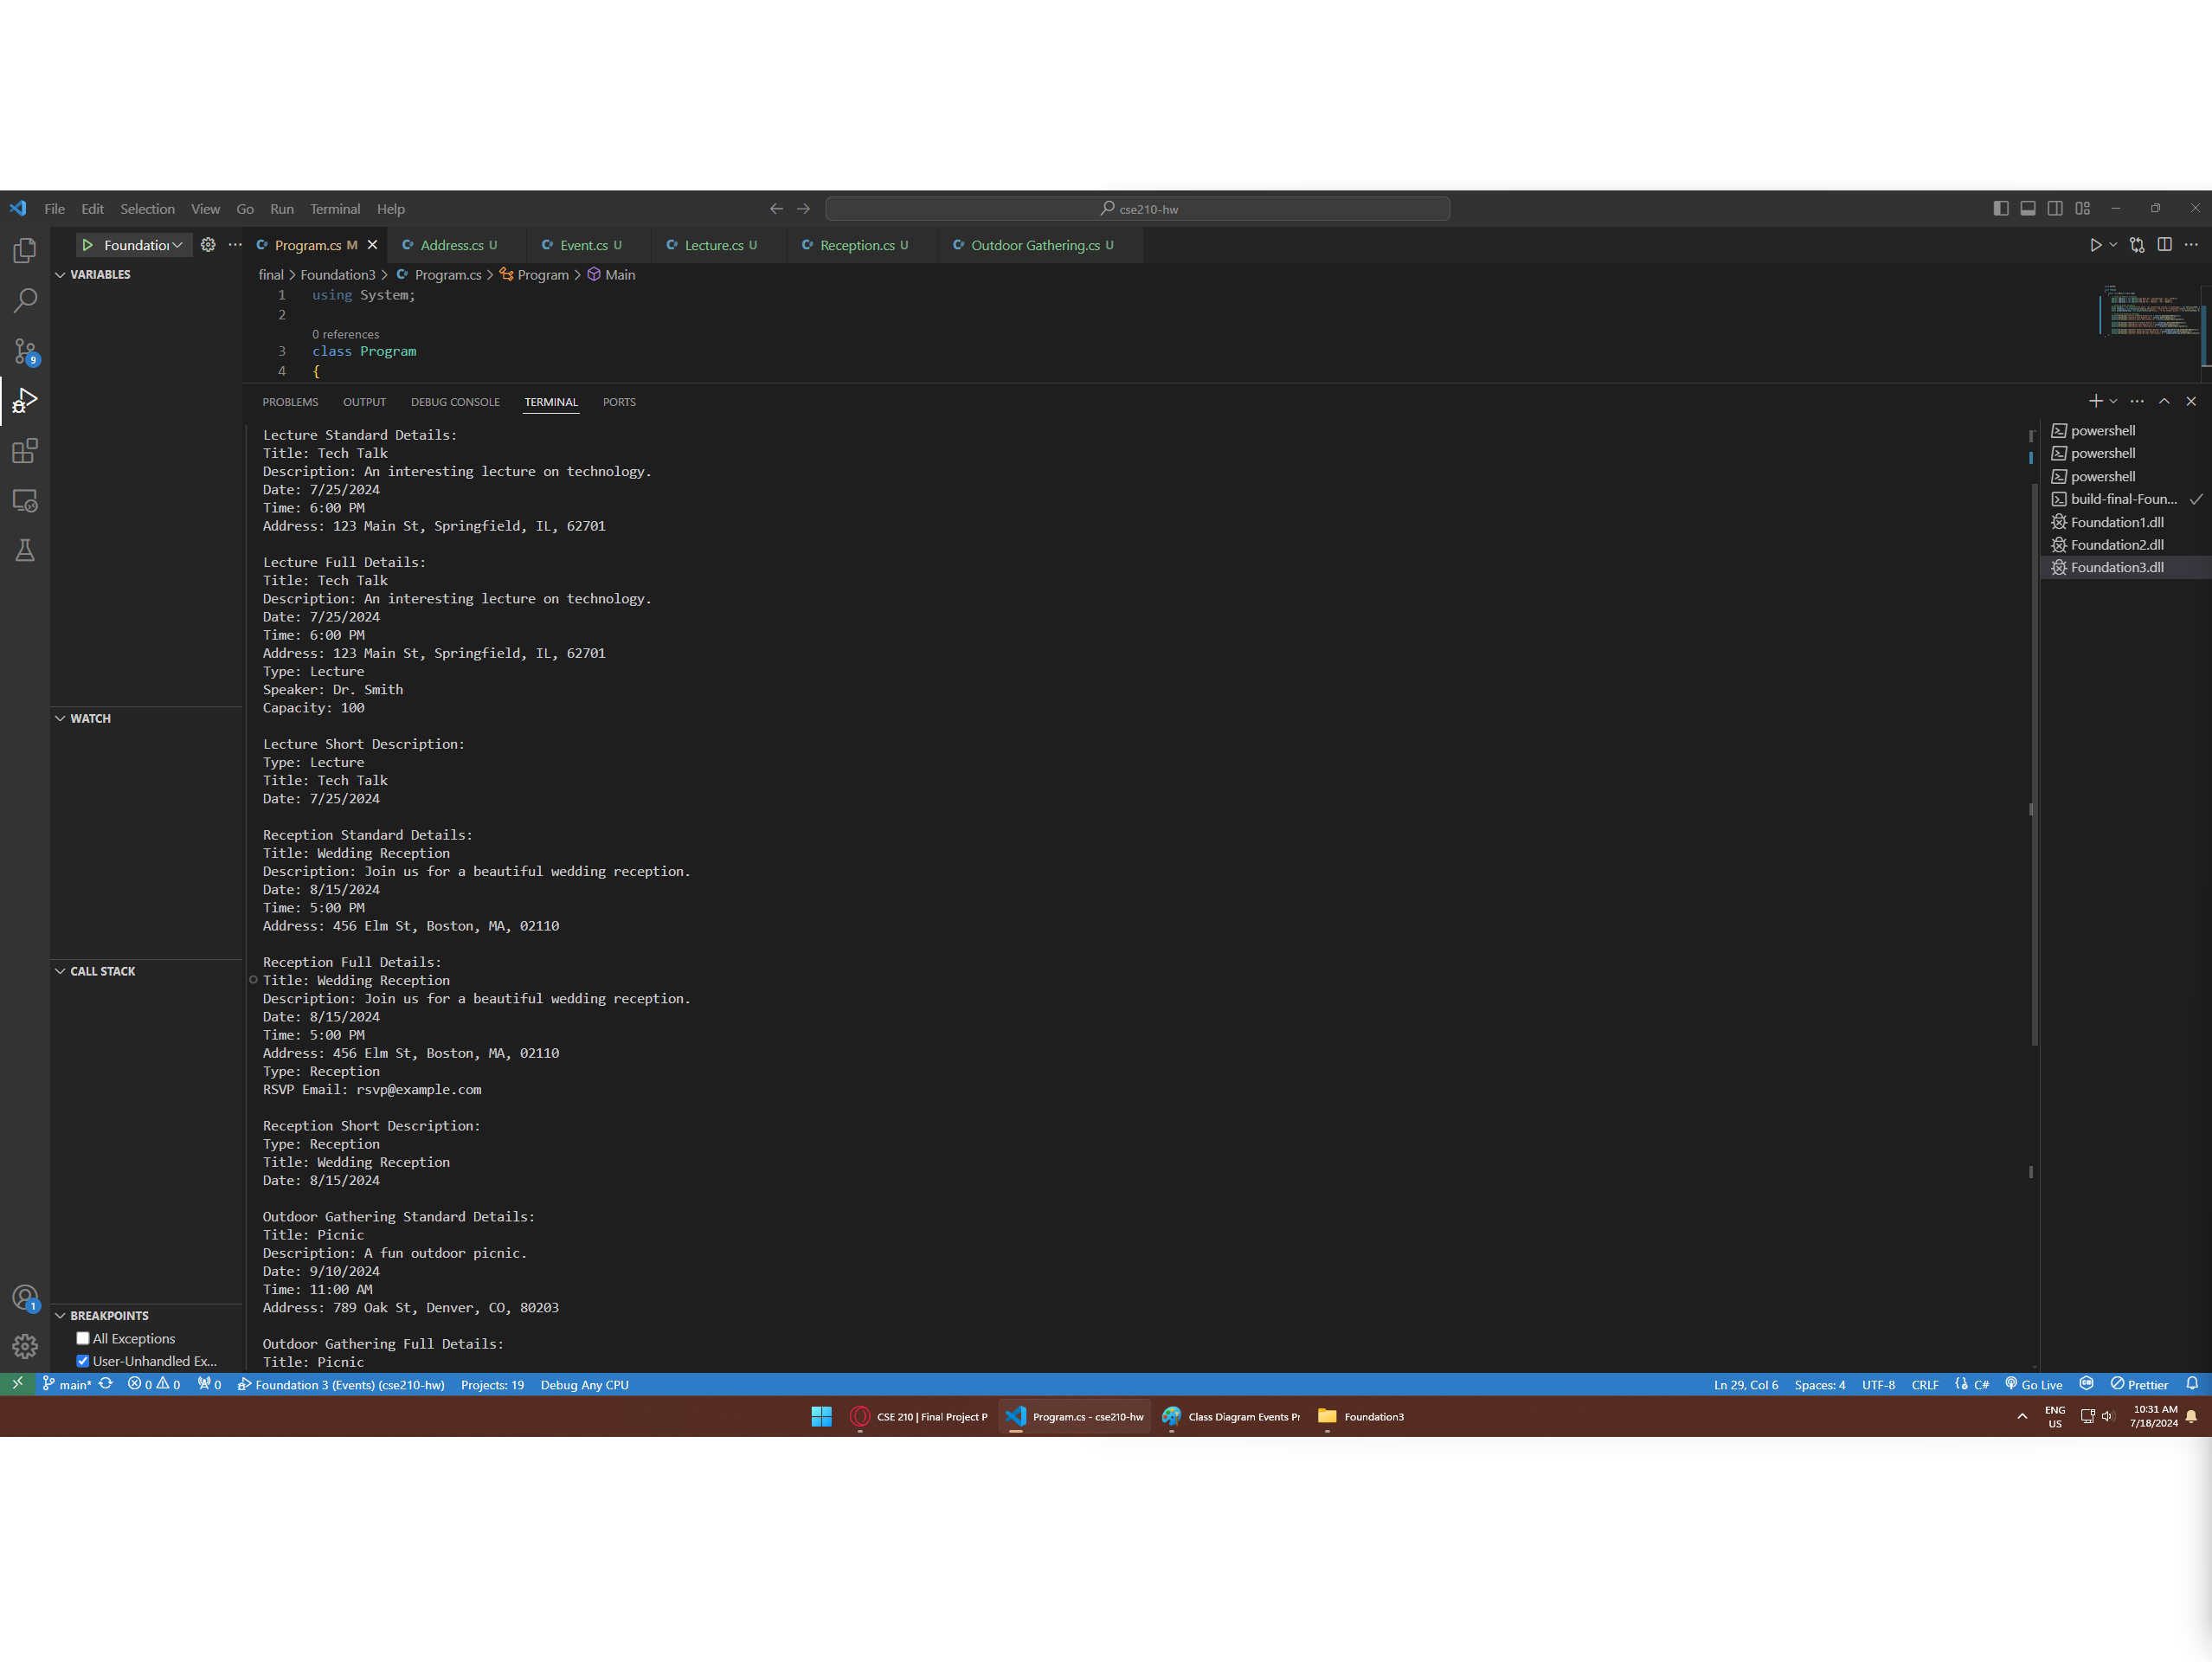 File Edit Selection View Go Run Terminal Help
cse210-hw
Program.cs M
Address.cs U
Event.cs U
Lecture.cs U
Reception.cs U
Outdoor Gathering.cs U
VARIABLES
final > Foundation3 > Program.cs > Program > Main
1 using System;
2
0 references
3 class Program
4 {
PROBLEMS OUTPUT DEBUG CONSOLE TERMINAL PORTS
Lecture Standard Details:
Title: Tech Talk
Description: An interesting lecture on technology.
Date: 7/25/2024
Time: 6:00 PM
Address: 123 Main St, Springfield, IL, 62701
Lecture Full Details:
Title: Tech Talk
Description: An interesting lecture on technology.
Date: 7/25/2024
Time: 6:00 PM
Address: 123 Main St, Springfield, IL, 62701
Type: Lecture
Speaker: Dr. Smith
Capacity: 100
Lecture Short Description:
Type: Lecture
Title: Tech Talk
Date: 7/25/2024
Reception Standard Details:
Title: Wedding Reception
Description: Join us for a beautiful wedding reception.
Date: 8/15/2024
Time: 5:00 PM
Address: 456 Elm St, Boston, MA, 02110
Reception Full Details:
Title: Wedding Reception
Description: Join us for a beautiful wedding reception.
Date: 8/15/2024
Time: 5:00 PM
Address: 456 Elm St, Boston, MA, 02110
Type: Reception
RSVP Email: rsvp@example.com
Reception Short Description:
Type: Reception
Title: Wedding Reception
Date: 8/15/2024
Outdoor Gathering Standard Details:
Title: Picnic
Description: A fun outdoor picnic.
Date: 9/10/2024
Time: 11:00 AM
Address: 789 Oak St, Denver, CO, 80203
Outdoor Gathering Full Details:
Title: Picnic
powershell
powershell
powershell
build-final-Foun...
Foundation1.dll
Foundation2.dll
Foundation3.dll
WATCH
CALL STACK
BREAKPOINTS
All Exceptions
User-Unhandled Ex...
9
1
main* 0 0 0 Foundation 3 (Events) (cse210-hw) Projects: 19 Debug Any CPU
Ln 29, Col 6 Spaces: 4 UTF-8 CRLF C# Go Live Prettier
CSE 210 | Final Project P
Program.cs - cse210-hw
Class Diagram Events Pr
Foundation3
ENG
US
10:31 AM
7/18/2024